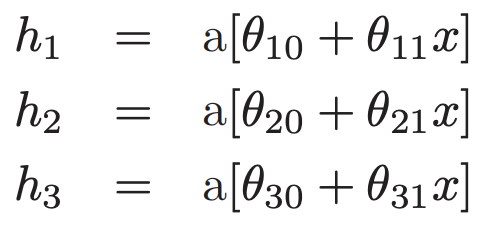 h₁ = a[θ₁₀ + θ₁₁x]
h₂ = a[θ₂₀ + θ₂₁x]
h₃ = a[θ₃₀ + θ₃₁x]